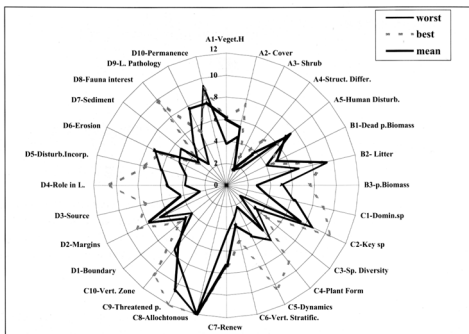 worst
best
mean
A1-Veget.H
A2- Cover
A3- Shrub
A4-Struct. Differ.
A5-Human Disturb.
B1-Dead p.Biomass
B2- Litter
B3-p.Biomass
C1-Domin.sp
C2-Key sp
C3-Sp. Diversity
C4-Plant Form
C5-Dynamics
C6-Vert. Stratific.
C7-Renew
C8-Allochtonous
C9-Threatened p.
C10-Vert. Zone
D1-Boundary
D2-Margins
D3-Source
D4-Role in L.
D5-Disturb.Incorp.
D6-Erosion
D7-Sediment
D8-Fauna interest
D9-L. Pathology
D10-Permanence
12
10
8
6
4
2
0